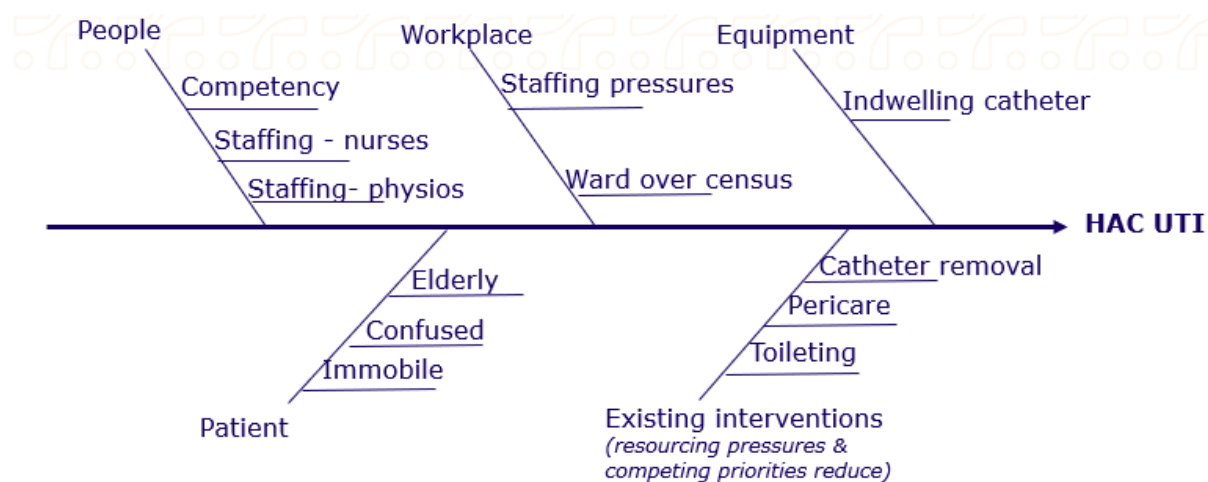 People
Workplace
Equipment
Competency
Staffing pressures
Indwelling catheter
Staffing - nurses
Staffing- physios
Ward over census
HAC UTI
Elderly
Catheter removal
Confused
Pericare
Immobile
Toileting
Patient
Existing interventions
(resourcing pressures &
competing priorities reduce)